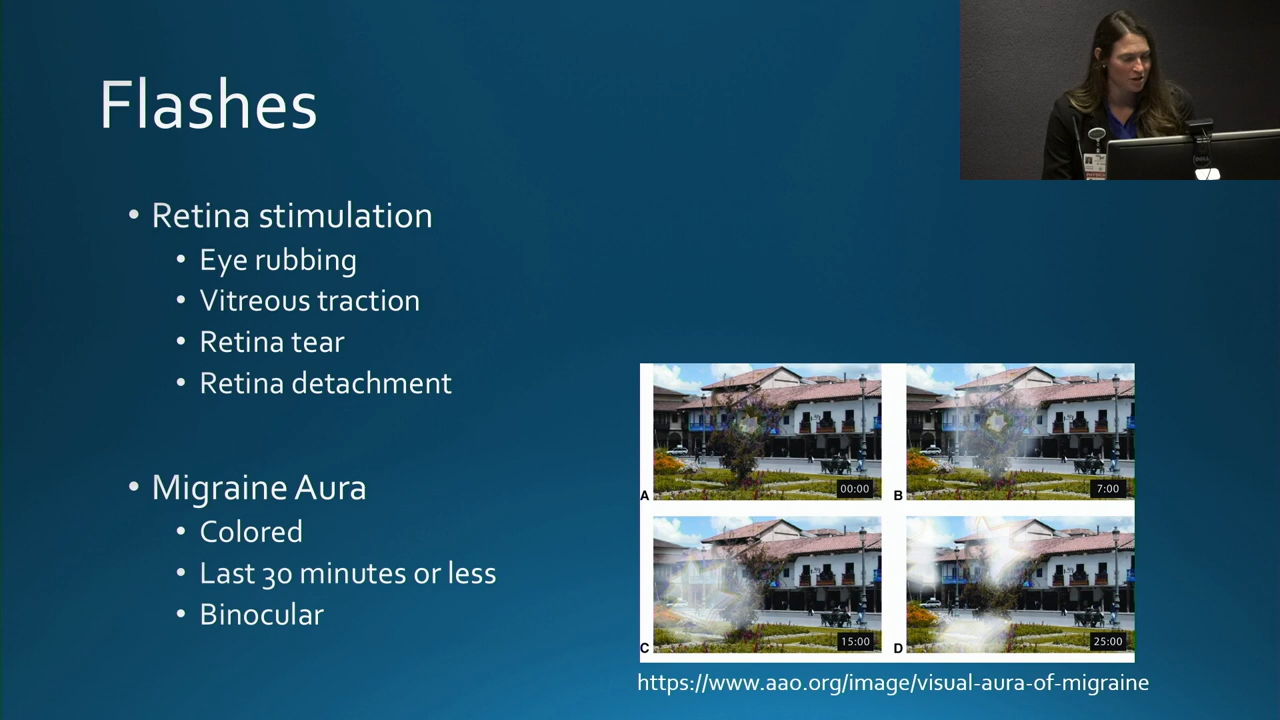 Flashes
• Retina stimulation
• Eye rubbing
• Vitreous traction
• Retina tear
• Retina detachment
• Migraine Aura
• Colored
• Last 30 minutes or less
• Binocular
A
00:00
B
7:00
C
15:00
D
25:00
https://www.aao.org/image/visual-aura-of-migraine